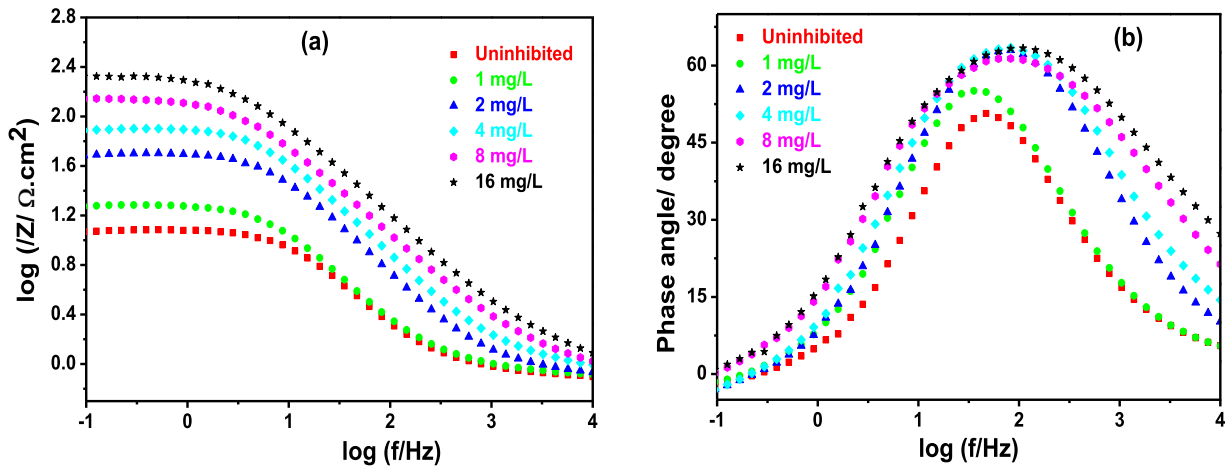 (a)
2.8
2.4
2.0
1.6
1.2
0.8
0.4
0.0
log (/Z/ Ω.cm²)
Uninhibited
1 mg/L
2 mg/L
4 mg/L
8 mg/L
16 mg/L
-1 0 1 2 3 4
log (f/Hz)
(b)
60
45
30
15
0
Phase angle/ degree
Uninhibited
1 mg/L
2 mg/L
4 mg/L
8 mg/L
16 mg/L
-1 0 1 2 3 4
log (f/Hz)